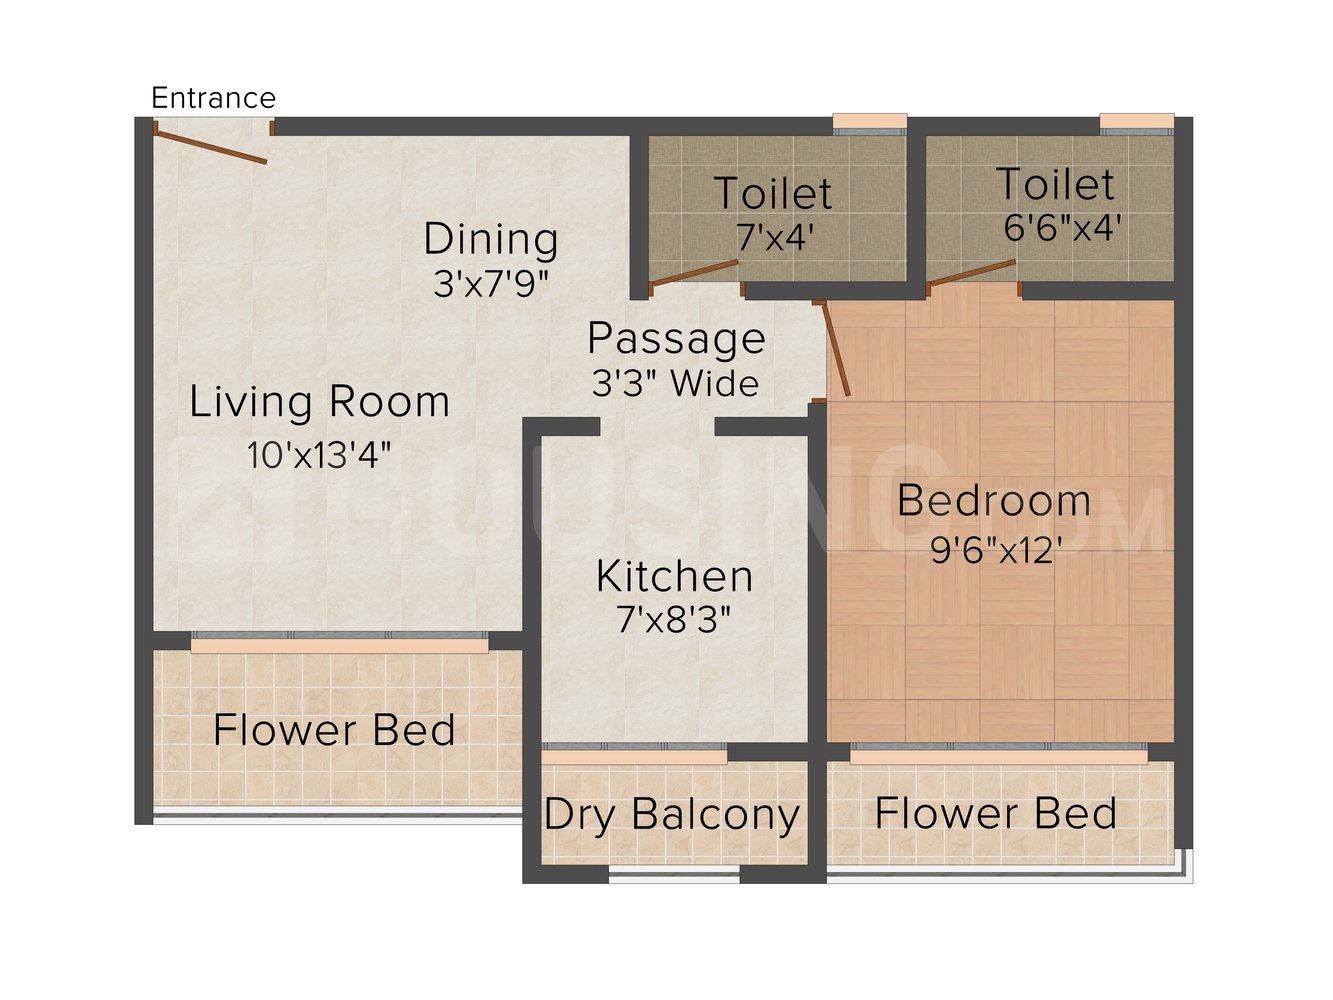 Entrance
Toilet
7'x4'
Toilet
6'6"x4'
Dining
3'x7'9"
Passage
3'3" Wide
Living Room
10'x13'4"
HOUSING.COM
Bedroom
9'6"x12'
Kitchen
7'x8'3"
Flower Bed
Dry Balcony
Flower Bed